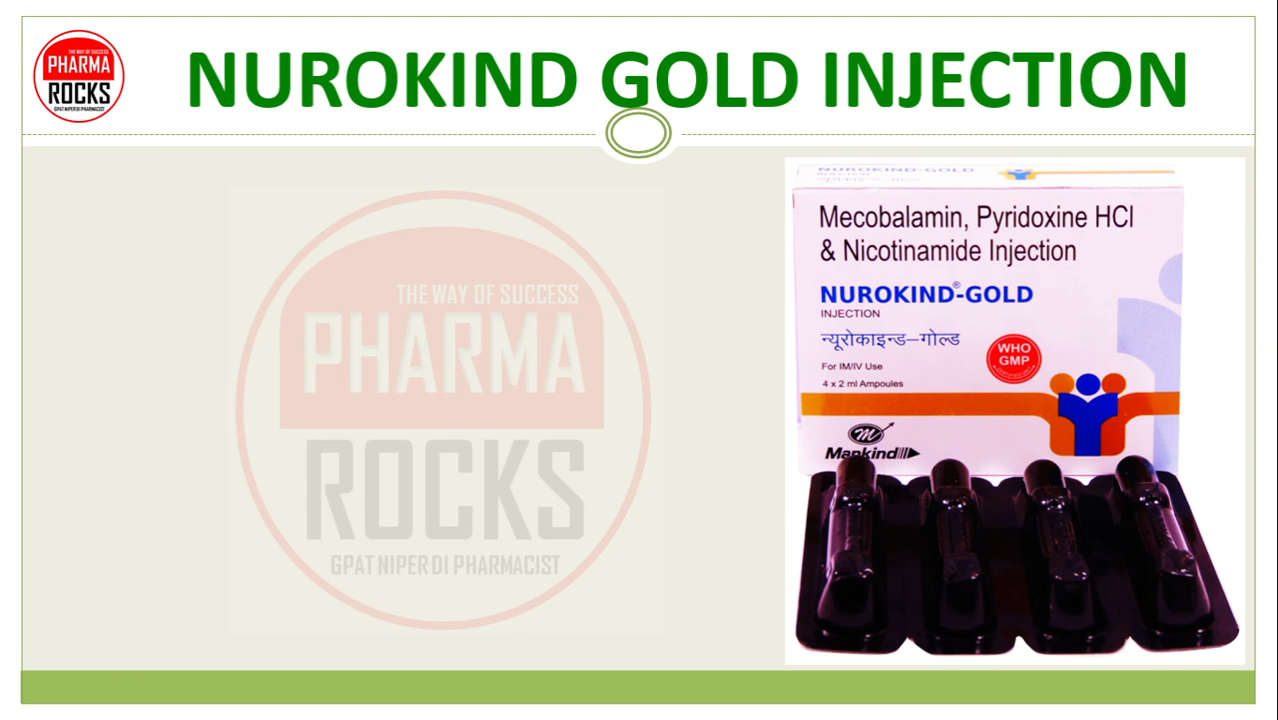 THE WAY OF SUCCESS
PHARMA
ROCKS
GPAT NIPER DI PHARMACIST
NUROKIND GOLD INJECTION
THE WAY OF SUCCESS
PHARMA
ROCKS
GPAT NIPER DI PHARMACIST
NUROKIND-GOLD
Mecobalamin, Pyridoxine HCl
& Nicotinamide Injection
NUROKIND®-GOLD
INJECTION
न्यूरोकाइन्ड–गोल्ड
WHO
GMP
For IM/IV Use
4 x 2 ml Ampoules
Mankind